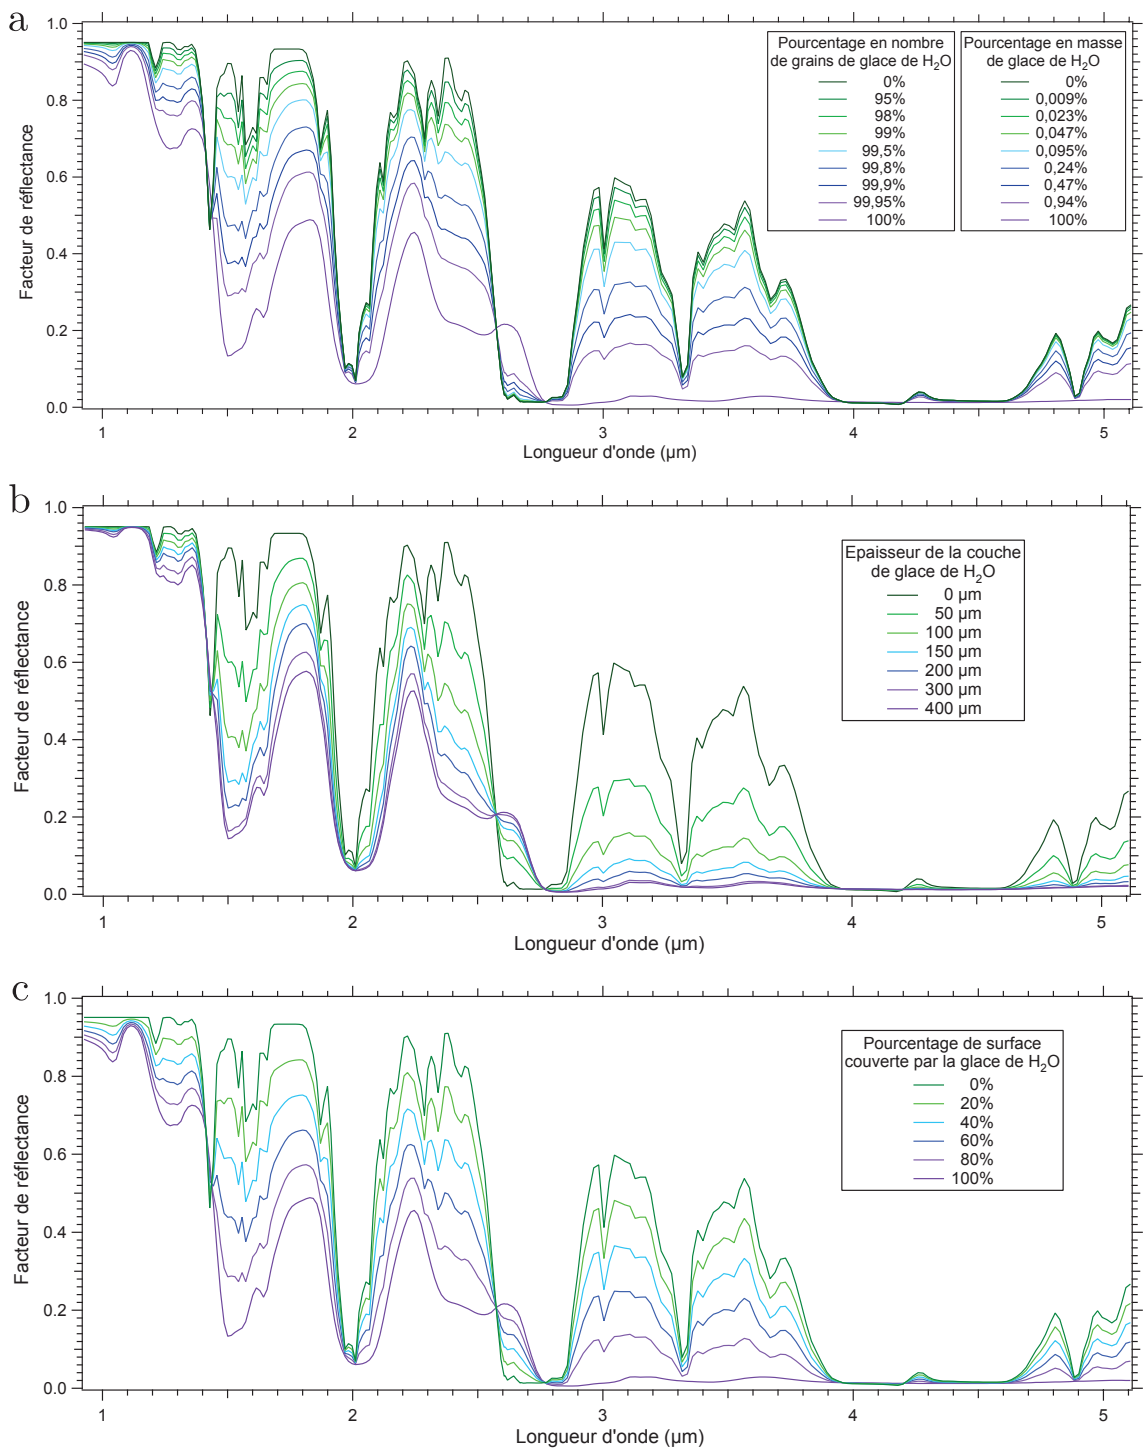 a
Facteur de réflectance
1.0
0.8
0.6
0.4
0.2
0.0
Pourcentage en nombre
de grains de glace de H2O
0%
95%
98%
99%
99,5%
99,8%
99,9%
99,95%
100%
Pourcentage en masse
de glace de H2O
0%
0,009%
0,023%
0,047%
0,095%
0,24%
0,47%
0,94%
100%
1 2 3 4 5
Longueur d'onde (µm)
b
Facteur de réflectance
1.0
0.8
0.6
0.4
0.2
0.0
Epaisseur de la couche
de glace de H2O
0 µm
50 µm
100 µm
150 µm
200 µm
300 µm
400 µm
1 2 3 4 5
Longueur d'onde (µm)
c
Facteur de réflectance
1.0
0.8
0.6
0.4
0.2
0.0
Pourcentage de surface
couverte par la glace de H2O
0%
20%
40%
60%
80%
100%
1 2 3 4 5
Longueur d'onde (µm)